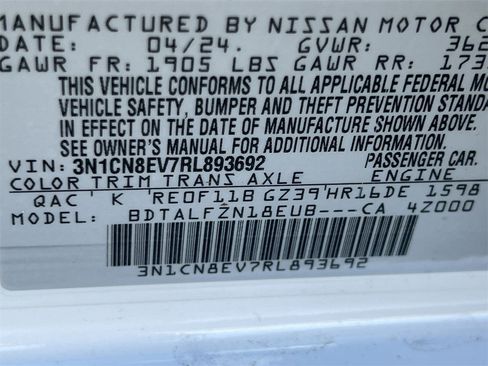 MANUFACTURED BY NISSAN MOTOR C
DATE: 04/24. GVWR: 362
GAWR FR: 1905 LBS GAWR RR: 173
THIS VEHICLE CONFORMS TO ALL APPLICABLE FEDERAL MO
VEHICLE SAFETY, BUMPER AND THEFT PREVENTION STANDA
IN EFFECT ON THE DATE OF MANUFACTURE SHOWN ABOVE.
SEE OWNER'S MANUAL FOR ADDITIONAL INFORMATION.
VIN: 3N1CN8EV7RL893692 PASSENGER CAR.
COLOR TRIM TRANS AXLE ENGINE
QAC K RE0F11B GZ39 HR16DE 1598
MODEL: BDTALFZN18EUB---CA 4Z000
3N1CN8EV7RL893692